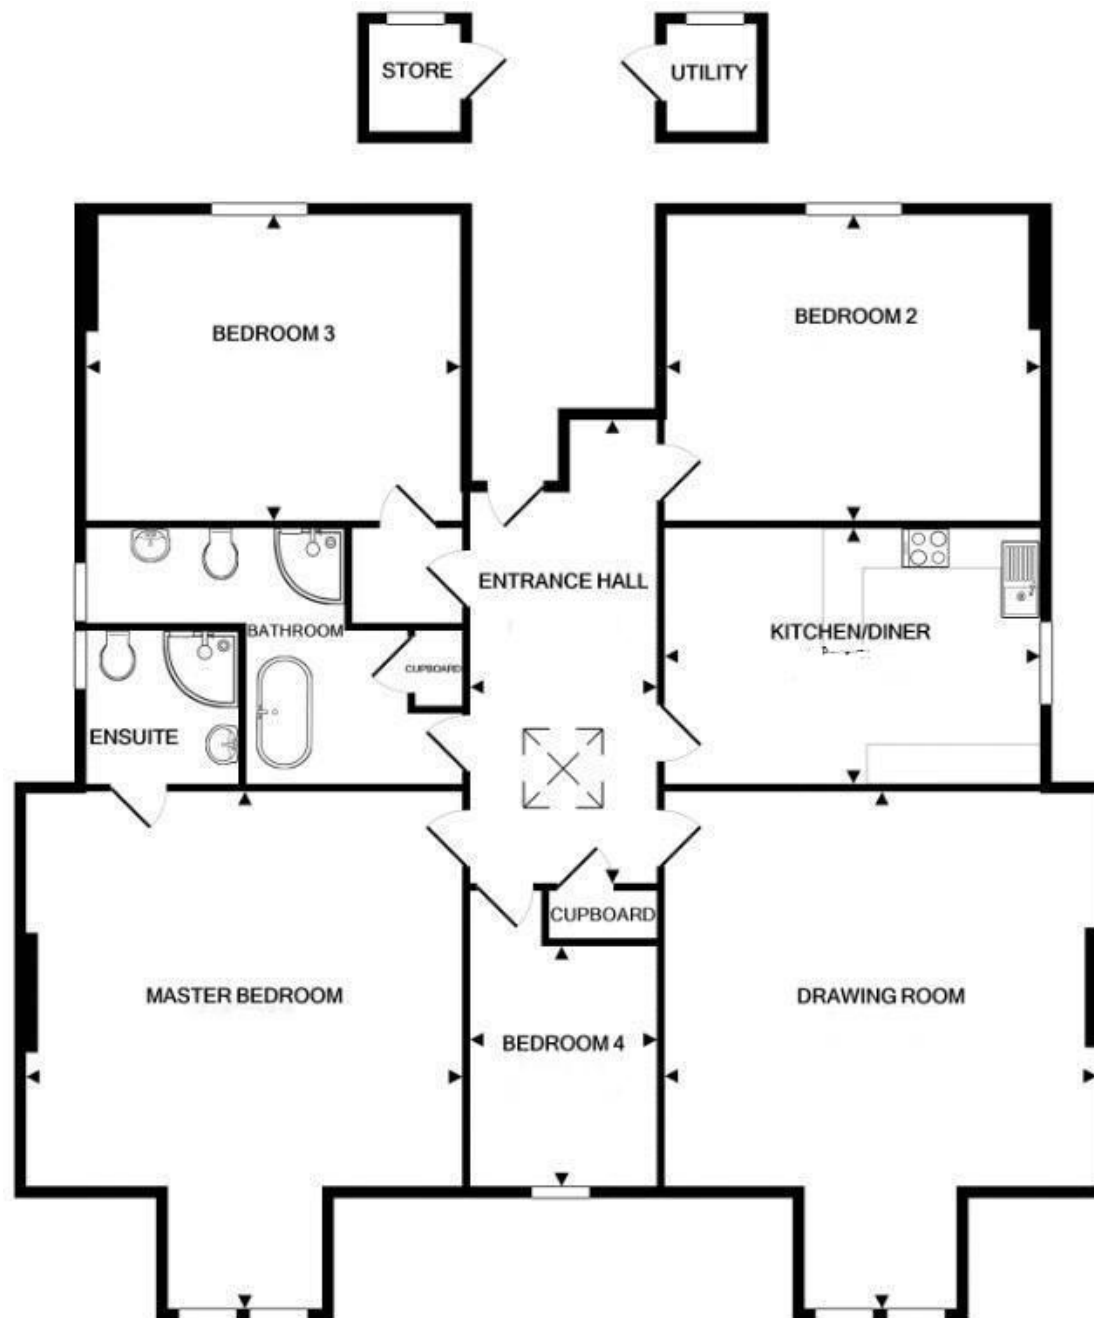 STORE
UTILITY
BEDROOM 3
BEDROOM 2
ENTRANCE HALL
BATHROOM
KITCHEN/DINER
CUPBOARD
ENSUITE
CUPBOARD
MASTER BEDROOM
DRAWING ROOM
BEDROOM 4